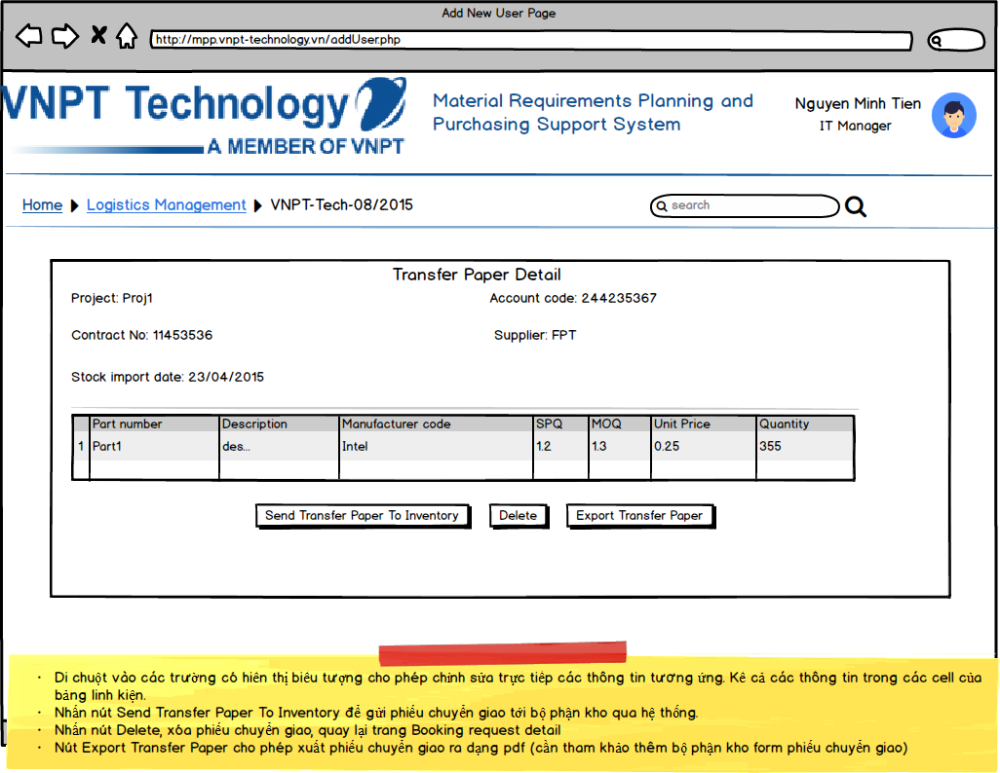 Add New User Page
http://mpp.vnpt-technology.vn/addUser.php
VNPT Technology
A MEMBER OF VNPT
Material Requirements Planning and
Purchasing Support System
Nguyen Minh Tien
IT Manager
Home Logistics Management VNPT-Tech-08/2015
search
Transfer Paper Detail
Project: Proj1 Account code: 244235367
Contract No: 11453536 Supplier: FPT
Stock import date: 23/04/2015
Part number Description Manufacturer code SPQ MOQ Unit Price Quantity
1 Part1 des... Intel 1.2 1.3 0.25 355
Send Transfer Paper To Inventory Delete Export Transfer Paper
· Di chuột vào các trường có hiên thị biêu tượng cho phép chinh sửa trực tiếp các thông tin tương ứng. Kê cả các thông tin trong các cell của
bảng linh kiện.
· Nhấn nút Send Transfer Paper To Inventory để gửi phiếu chuyển giao tới bộ phận kho qua hệ thống.
· Nhấn nút Delete, xóa phiếu chuyển giao, quay lại trang Booking request detail
· Nút Export Transfer Paper cho phép xuất phiếu chuyển giao ra dạng pdf (cần tham khảo thêm bộ phận kho form phiếu chuyển giao)